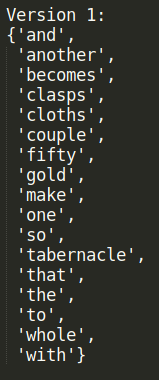 Version 1:
{'and',
'another',
'becomes',
'clasps',
'cloths',
'couple',
'fifty',
'gold',
'make',
'one',
'so',
'tabernacle',
'that',
'the',
'to',
'whole',
'with'}